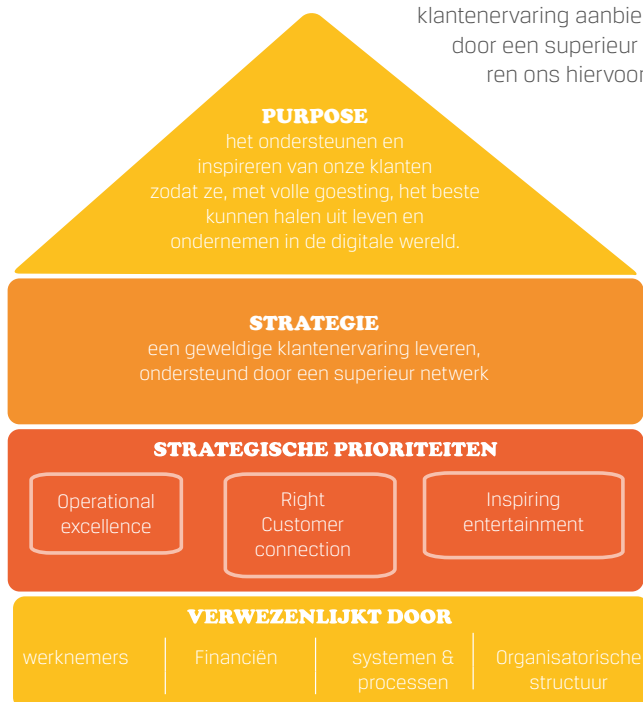 klantenervaring aanbie
door een superieur
ren ons hiervoor
PURPOSE
het ondersteunen en
inspireren van onze klanten
zodat ze, met volle goesting, het beste
kunnen halen uit leven en
ondernemen in de digitale wereld.
STRATEGIE
een geweldige klantenervaring leveren,
ondersteund door een superieur netwerk
STRATEGISCHE PRIORITEITEN
Operational
excellence
Right
Customer
connection
Inspiring
entertainment
VERWEZENLIJKT DOOR
werknemers
Financiën
systemen &
processen
Organisatorische
structuur